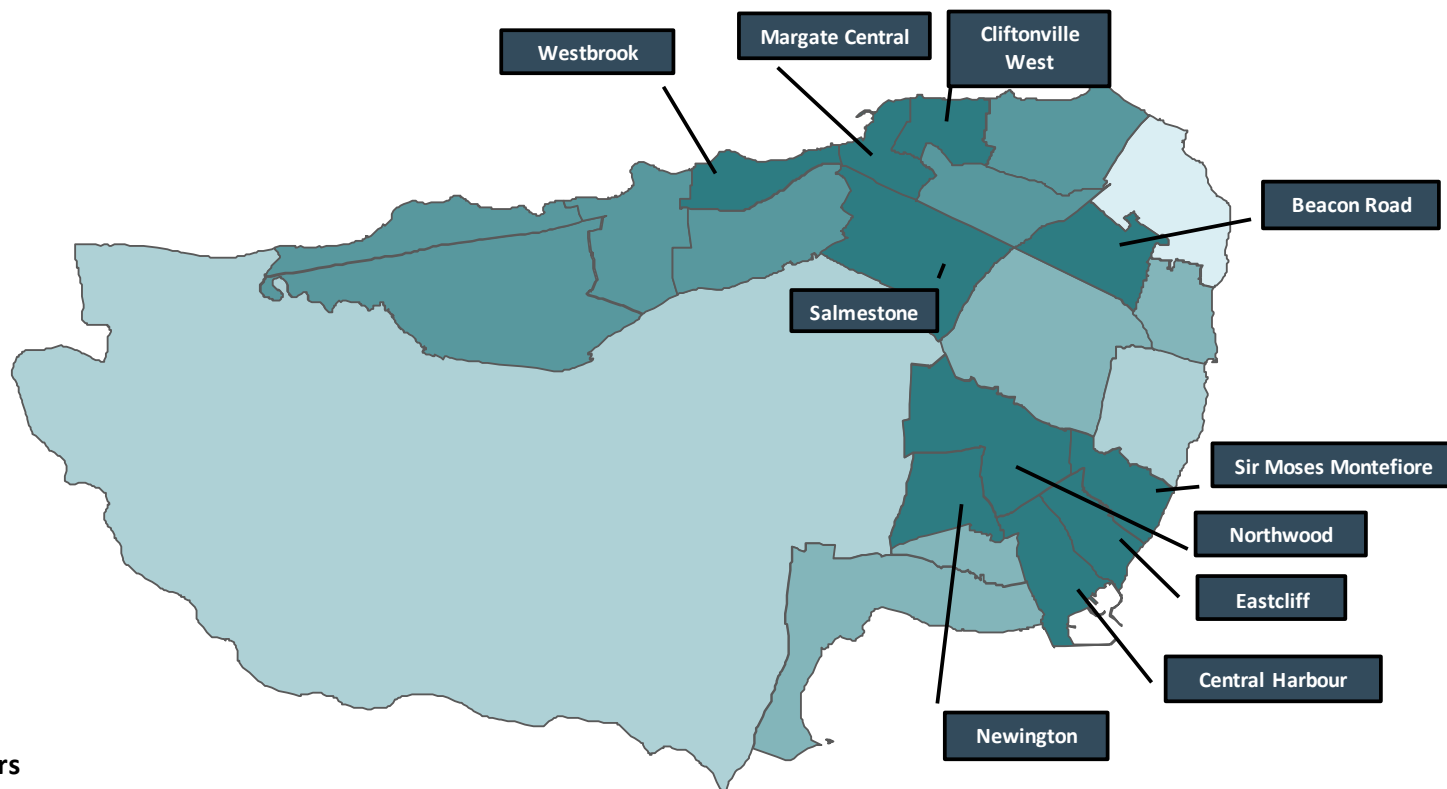 Westbrook
Margate Central
Cliftonville
West
Beacon Road
Salmestone
Sir Moses Montefiore
Northwood
Eastcliff
Central Harbour
Newington
rs